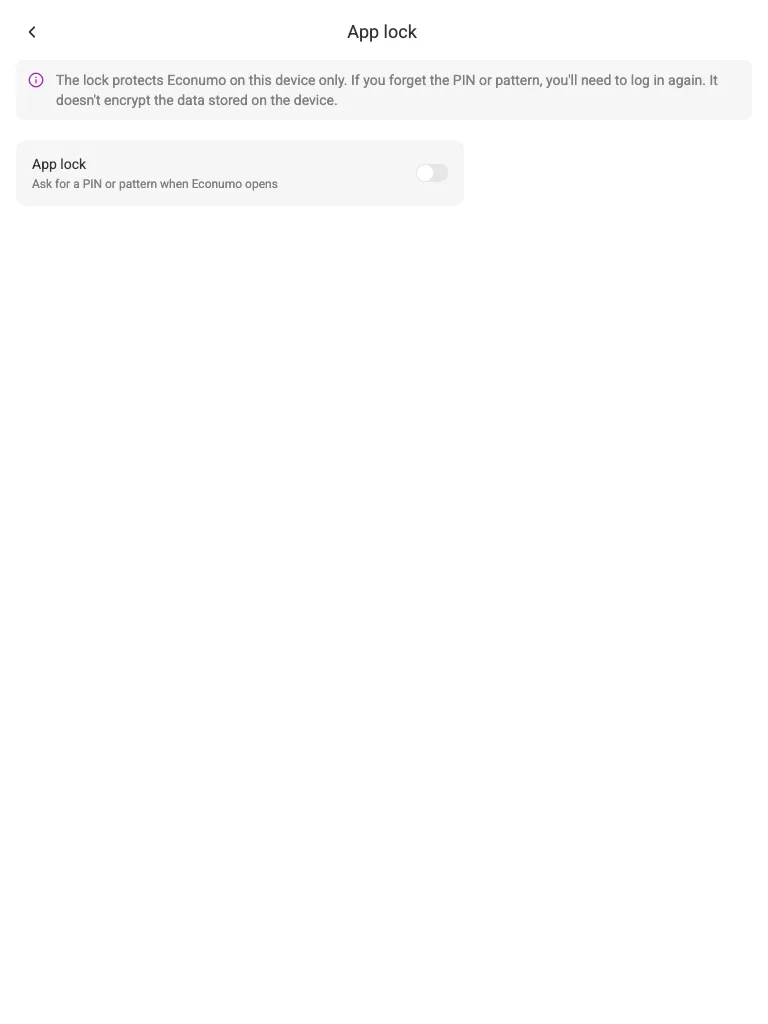 App lock
The lock protects Econumo on this device only. If you forget the PIN or pattern, you'll need to log in again. It
doesn't encrypt the data stored on the device.
App lock
Ask for a PIN or pattern when Econumo opens